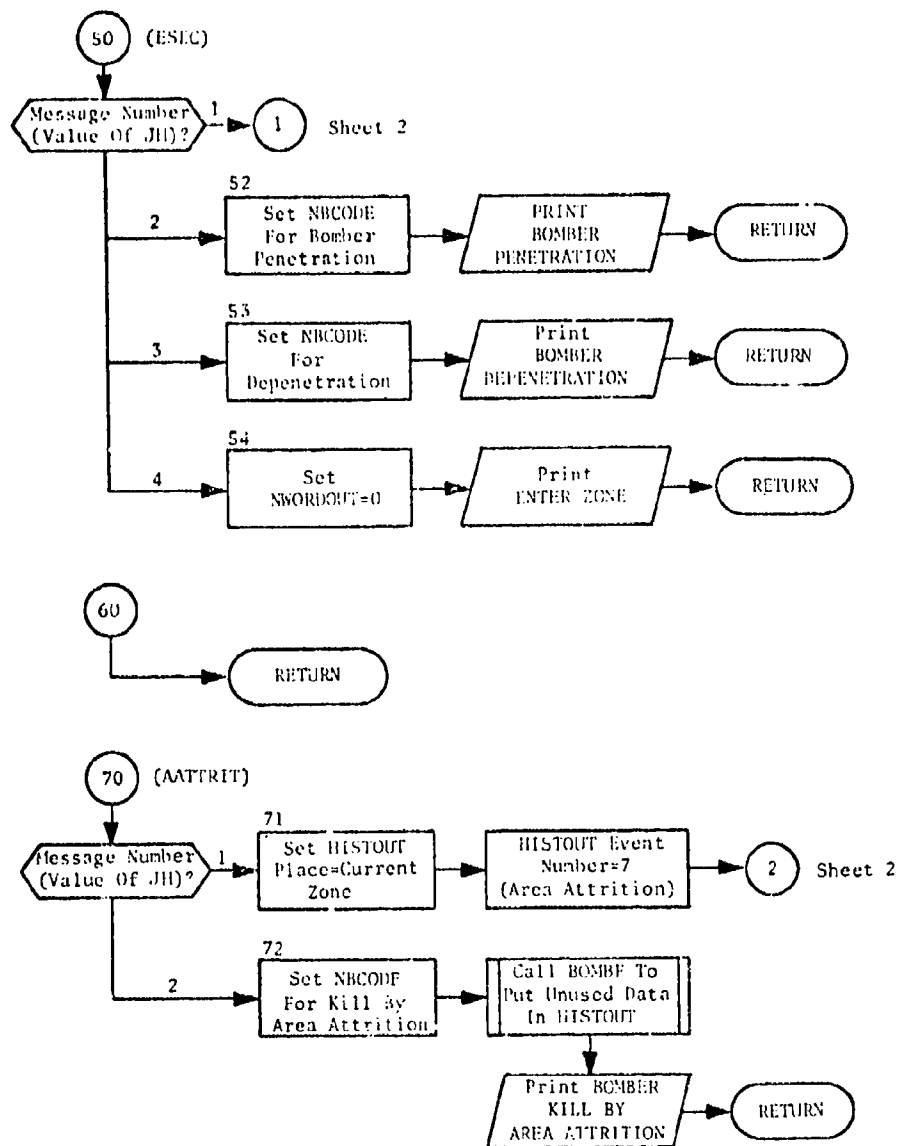 50 (ESEC)
Message Number
(Value Of JH)?
1
1
Sheet 2
52
2
Set NBCODE
For Bomber
Penetration
PRINT
BOMBER
PENETRATION
RETURN
53
3
Set NBCODE
For
Depenetration
Print
BOMBER
DEPENETRATION
RETURN
54
4
Set
NWORDOUT=0
Print
ENTER ZONE
RETURN
60
RETURN
70 (AATTRIT)
Message Number
(Value Of JH)?
1
71
Set HISTOUT
Place=Current
Zone
HISTOUT Event
Number=7
(Area Attrition)
2
Sheet 2
72
2
Set NBCODE
For Kill By
Area Attrition
Call BOMBF To
Put Unused Data
In HISTOUT
Print BOMBER
KILL BY
AREA ATTRITION
RETURN